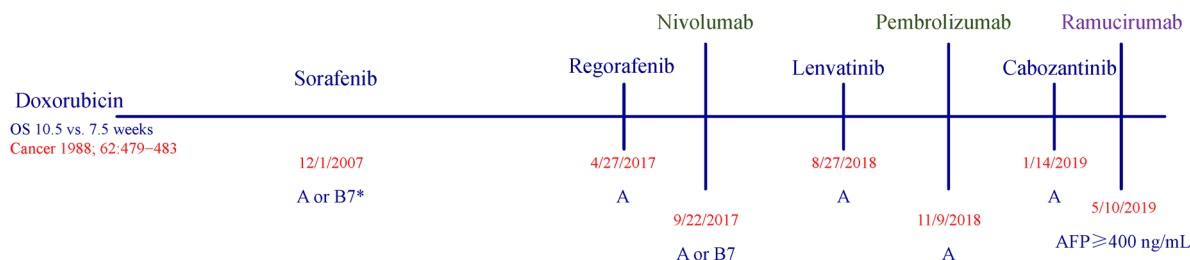 Nivolumab
Pembrolizumab
Ramucirumab
Sorafenib
Regorafenib
Lenvatinib
Cabozantinib
Doxorubicin
OS 10.5 vs. 7.5 weeks
Cancer 1988; 62:479−483
12/1/2007
4/27/2017
8/27/2018
1/14/2019
A or B7*
A
A
A
9/22/2017
11/9/2018
5/10/2019
A or B7
A
AFP≥400 ng/mL